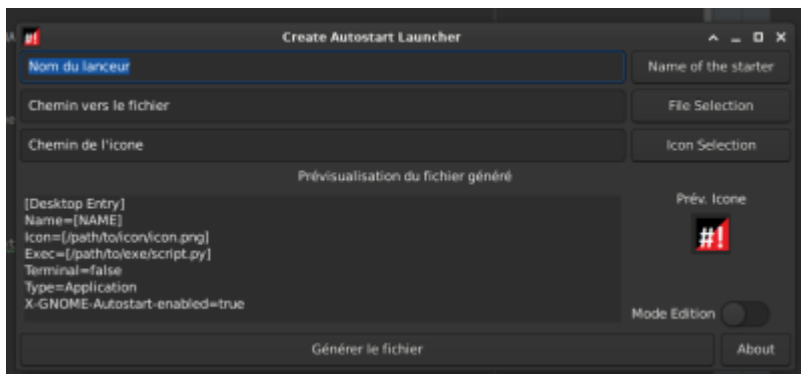 #!
Create Autostart Launcher
Nom du lanceur
Name of the starter
Chemin vers le fichier
File Selection
Chemin de l'icone
Icon Selection
Prévisualisation du fichier généré
[Desktop Entry]
Name=[NAME]
Icon=[/path/to/icon/icon.png]
Exec=[/path/to/exe/script.py]
Terminal=false
Type=Application
X-GNOME-Autostart-enabled=true
Prév. Icone
#!
Mode Edition
Générer le fichier
About